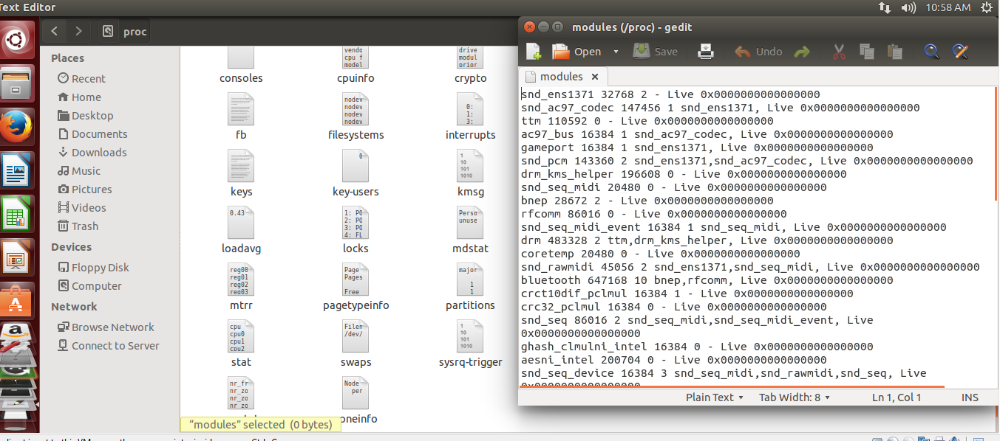 Text Editor
10:58 AM
proc
Places
Recent
Home
Desktop
Documents
Downloads
Music
Pictures
Videos
Trash
Devices
Floppy Disk
Computer
Network
Browse Network
Connect to Server
vendo
cpu f
model
drive
modul
prior
consoles
cpuinfo
crypto
nodev
nodev
nodev
nodev
0:
1:
3:
fb
filesystems
interrupts
0
1
10
101
1010
keys
key-users
kmsg
0.43
1: PO
2: PO
3: PO
4: FL
Perso
unuse
loadavg
locks
mdstat
reg00
reg01
reg02
reg03
Page
Pages
Free
major
1
1
mtrr
pagetypeinfo
partitions
cpu
cpu0
cpu1
cpu2
Filen
/dev/
1
10
101
1010
stat
swaps
sysrq-trigger
nr_fr
nr_zo
nr_zo
nr_zo
Node
per
oneinfo
“modules” selected (0 bytes)
modules (/proc) - gedit
Open
Save
Undo
modules
snd_ens1371 32768 2 - Live 0x0000000000000000
snd_ac97_codec 147456 1 snd_ens1371, Live 0x0000000000000000
ttm 110592 0 - Live 0x0000000000000000
ac97_bus 16384 1 snd_ac97_codec, Live 0x0000000000000000
gameport 16384 1 snd_ens1371, Live 0x0000000000000000
snd_pcm 143360 2 snd_ens1371,snd_ac97_codec, Live 0x0000000000000000
drm_kms_helper 196608 0 - Live 0x0000000000000000
snd_seq_midi 20480 0 - Live 0x0000000000000000
bnep 28672 2 - Live 0x0000000000000000
rfcomm 86016 0 - Live 0x0000000000000000
snd_seq_midi_event 16384 1 snd_seq_midi, Live 0x0000000000000000
drm 483328 2 ttm,drm_kms_helper, Live 0x0000000000000000
coretemp 20480 0 - Live 0x0000000000000000
snd_rawmidi 45056 2 snd_ens1371,snd_seq_midi, Live 0x0000000000000000
bluetooth 647168 10 bnep,rfcomm, Live 0x0000000000000000
crct10dif_pclmul 16384 1 - Live 0x0000000000000000
crc32_pclmul 16384 0 - Live 0x0000000000000000
snd_seq 86016 2 snd_seq_midi,snd_seq_midi_event, Live
0x0000000000000000
ghash_clmulni_intel 16384 0 - Live 0x0000000000000000
aesni_intel 200704 0 - Live 0x0000000000000000
snd_seq_device 16384 3 snd_seq_midi,snd_rawmidi,snd_seq, Live
0x0000000000000000
Plain Text
Tab Width: 8
Ln 1, Col 1
INS